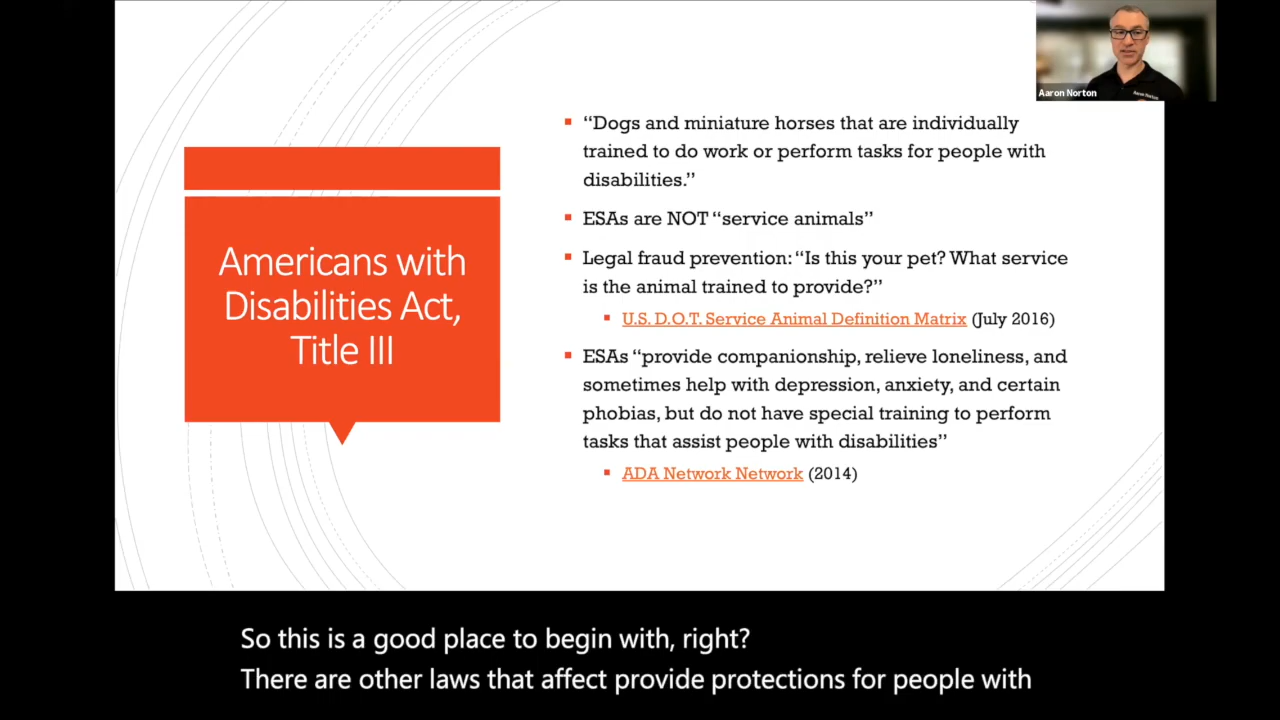 Aaron Norton
Americans with
Disabilities Act,
Title III
“Dogs and miniature horses that are individually
trained to do work or perform tasks for people with
disabilities.”
ESAs are NOT “service animals”
Legal fraud prevention: “Is this your pet? What service
is the animal trained to provide?”
U.S. D.O.T. Service Animal Definition Matrix (July 2016)
ESAs “provide companionship, relieve loneliness, and
sometimes help with depression, anxiety, and certain
phobias, but do not have special training to perform
tasks that assist people with disabilities”
ADA Network Network (2014)
So this is a good place to begin with, right?
There are other laws that affect provide protections for people with